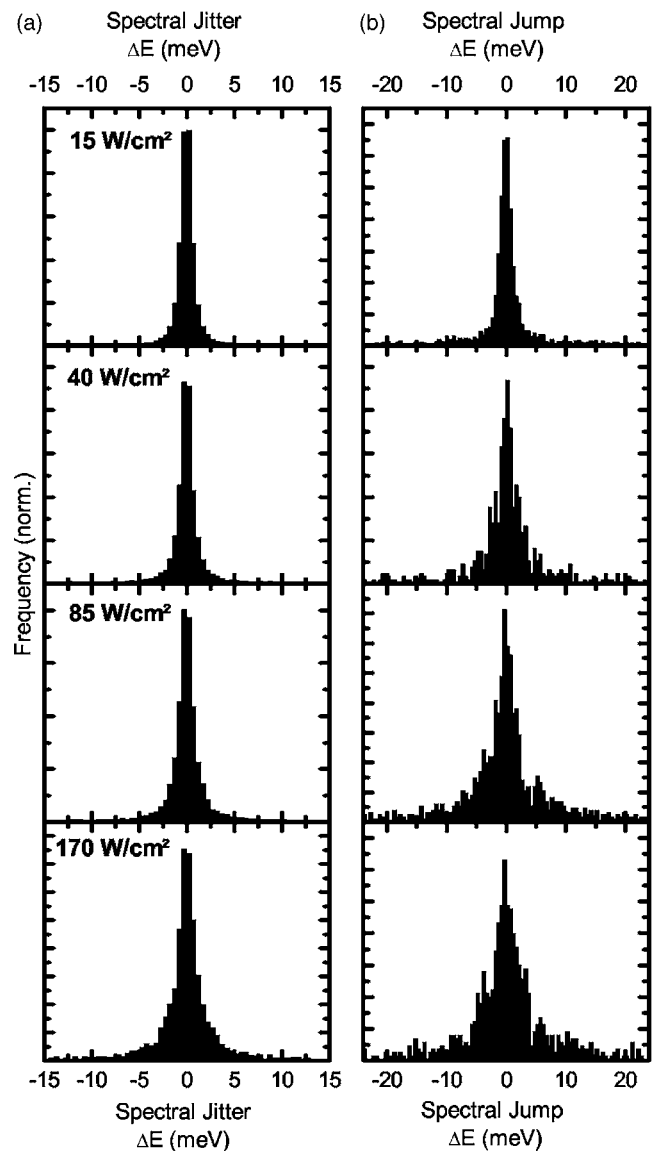 (a) Spectral Jitter
ΔE (meV)
-15 -10 -5 0 5 10 15
(b) Spectral Jump
ΔE (meV)
-20 -10 0 10 20
15 W/cm²
40 W/cm²
85 W/cm²
170 W/cm²
Frequency (norm.)
-15 -10 -5 0 5 10 15
Spectral Jitter
ΔE (meV)
-20 -10 0 10 20
Spectral Jump
ΔE (meV)